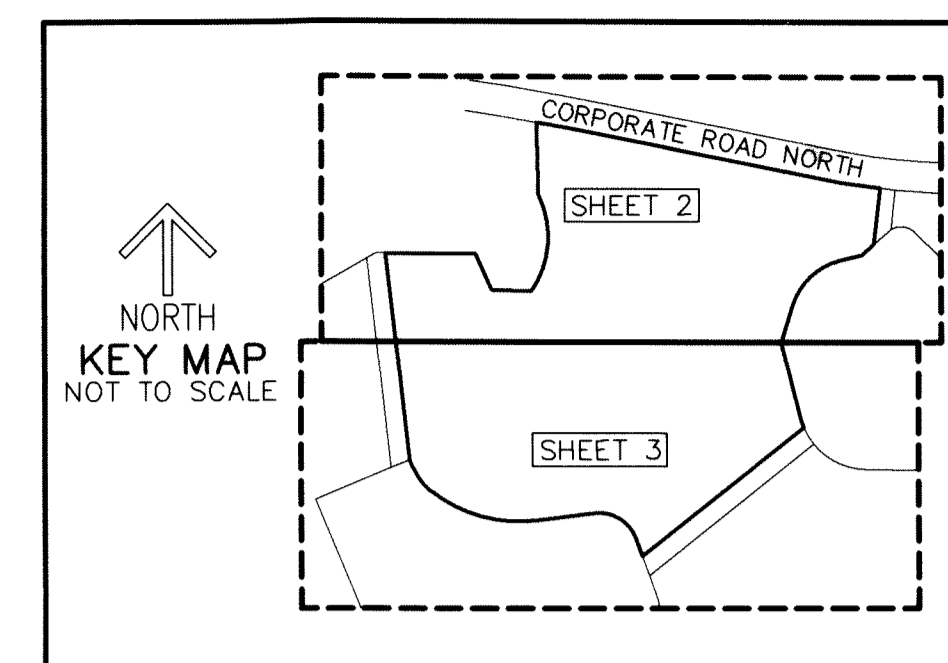 CORPORATE ROAD NORTH
SHEET 2
NORTH
KEY MAP
NOT TO SCALE
SHEET 3